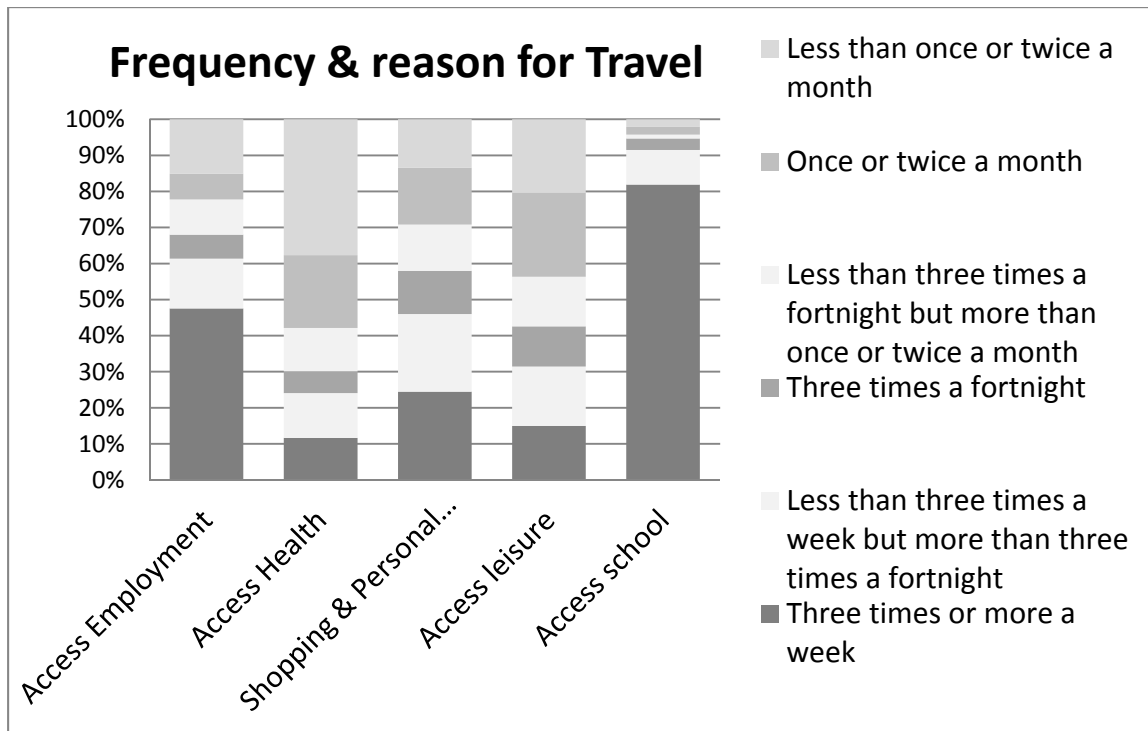 Frequency & reason for Travel
100%
90%
80%
70%
60%
50%
40%
30%
20%
10%
0%
Access Employment
Access Health
Shopping & Personal...
Access leisure
Access school
Less than once or twice a
month
Once or twice a month
Less than three times a
fortnight but more than
once or twice a month
Three times a fortnight
Less than three times a
week but more than three
times a fortnight
Three times or more a
week